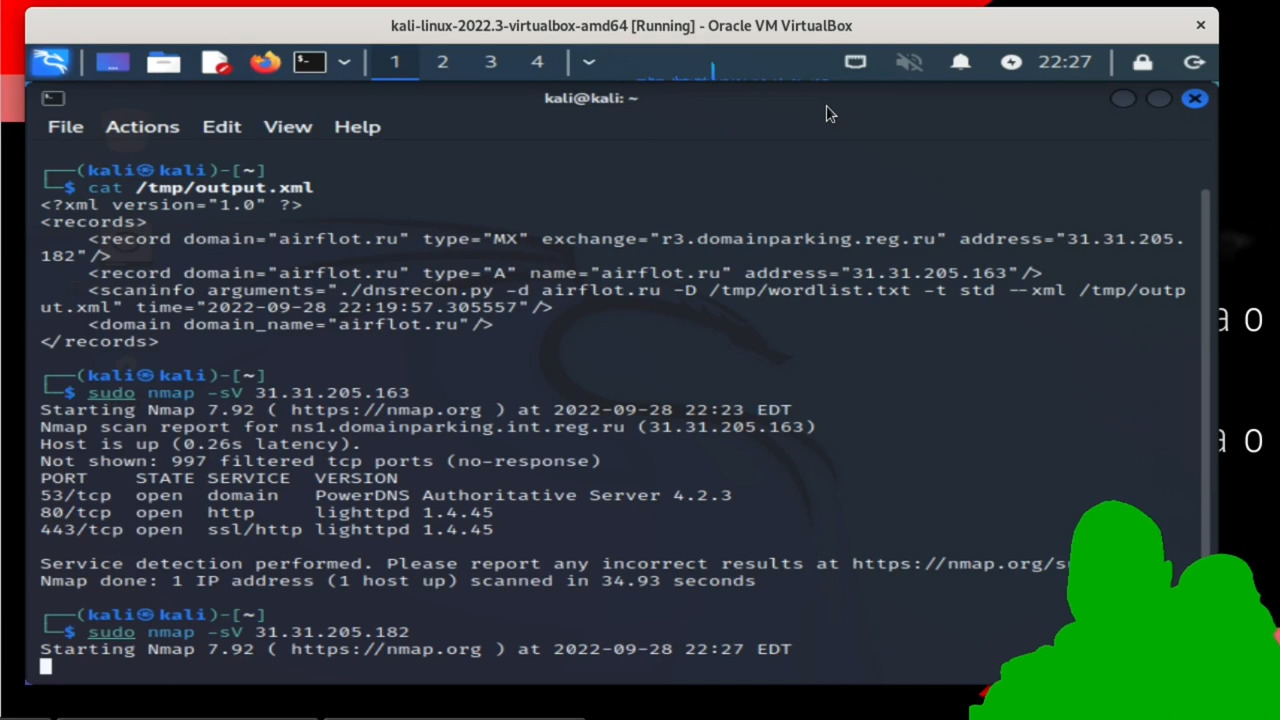 kali-linux-2022.3-virtualbox-amd64 [Running] - Oracle VM VirtualBox
1 2 3 4 22:27
kali@kali: ~
File Actions Edit View Help
┌──(kali㉿kali)-[~]
└─$ cat /tmp/output.xml
<?xml version="1.0" ?>
<records>
    <record domain="airflot.ru" type="MX" exchange="r3.domainparking.reg.ru" address="31.31.205.
182"/>
    <record domain="airflot.ru" type="A" name="airflot.ru" address="31.31.205.163"/>
    <scaninfo arguments="./dnsrecon.py -d airflot.ru -D /tmp/wordlist.txt -t std --xml /tmp/outp
ut.xml" time="2022-09-28 22:19:57.305557"/>
    <domain domain_name="airflot.ru"/>
</records>
┌──(kali㉿kali)-[~]
└─$ sudo nmap -sV 31.31.205.163
Starting Nmap 7.92 ( https://nmap.org ) at 2022-09-28 22:23 EDT
Nmap scan report for ns1.domainparking.int.reg.ru (31.31.205.163)
Host is up (0.26s latency).
Not shown: 997 filtered tcp ports (no-response)
PORT    STATE SERVICE  VERSION
53/tcp  open  domain   PowerDNS Authoritative Server 4.2.3
80/tcp  open  http     lighttpd 1.4.45
443/tcp open  ssl/http lighttpd 1.4.45
Service detection performed. Please report any incorrect results at https://nmap.org/s
Nmap done: 1 IP address (1 host up) scanned in 34.93 seconds
┌──(kali㉿kali)-[~]
└─$ sudo nmap -sV 31.31.205.182
Starting Nmap 7.92 ( https://nmap.org ) at 2022-09-28 22:27 EDT
a o
a o